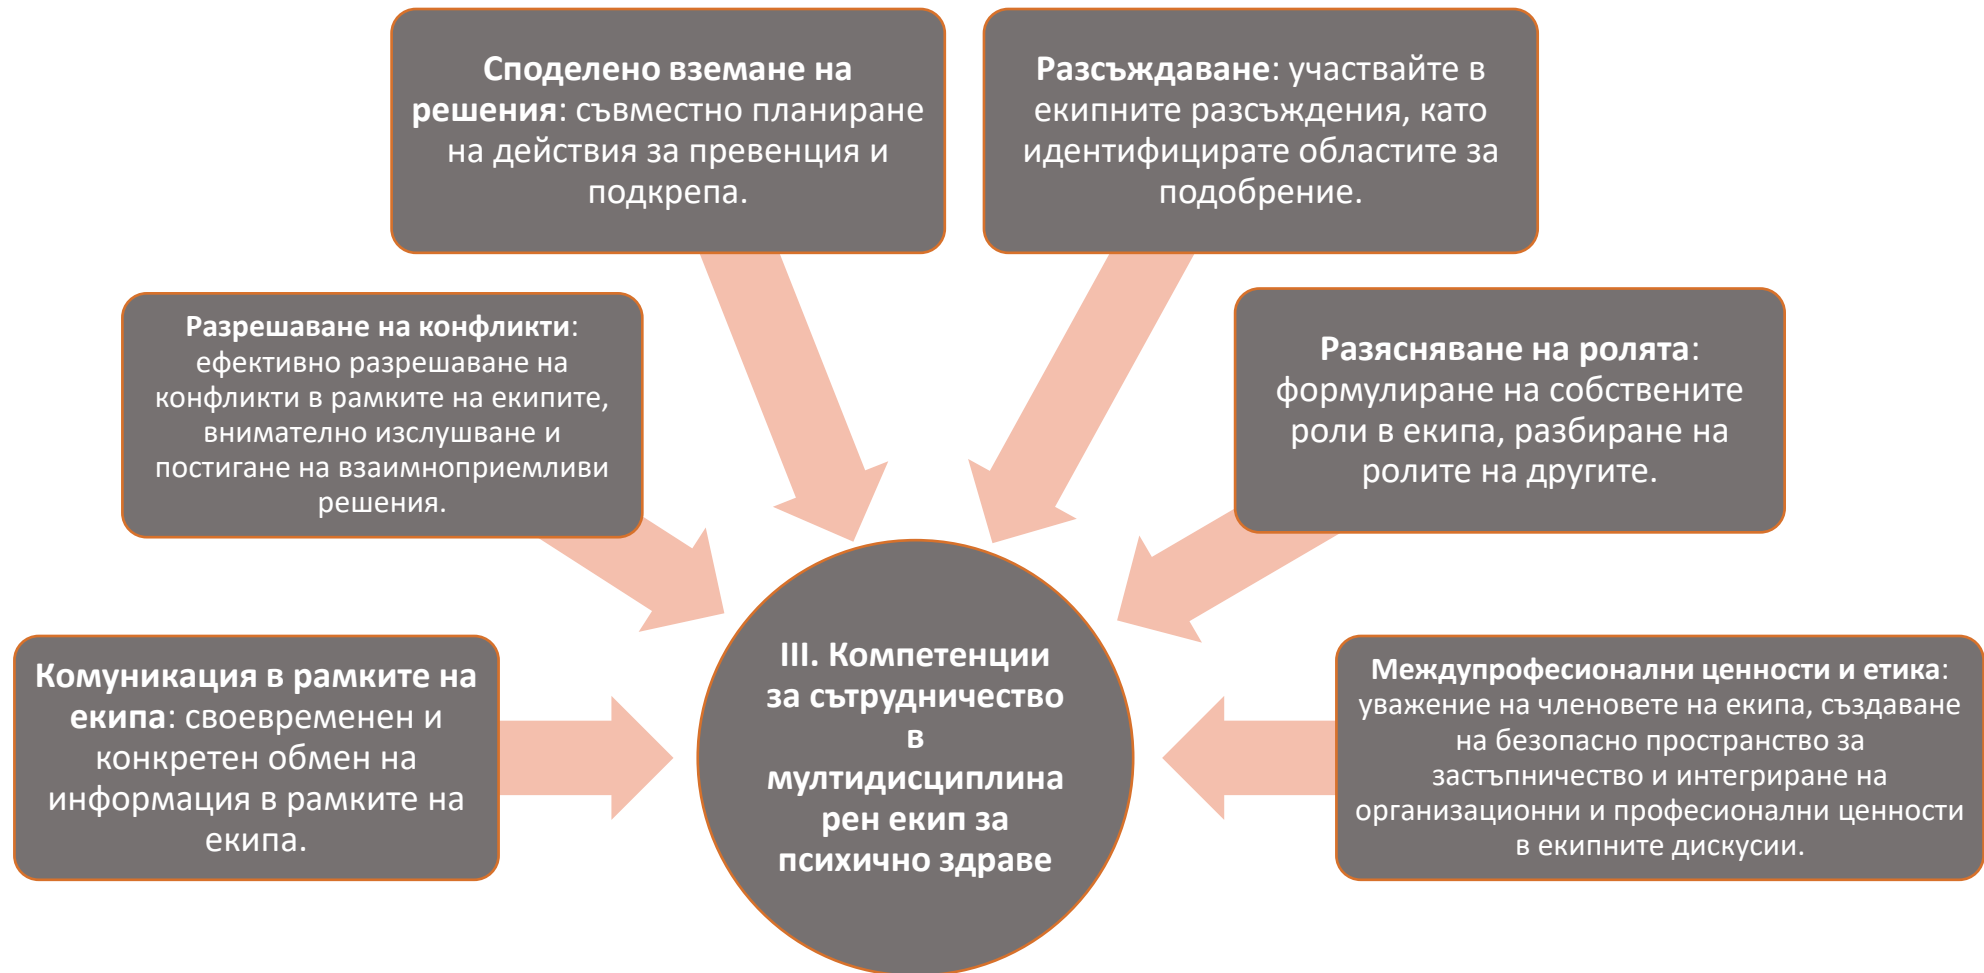 Споделено вземане на
решения: съвместно планиране
на действия за превенция и
подкрепа.
Разсъждаване: участвайте в
екипните разсъждения, като
идентифицирате областите за
подобрение.
Разрешаване на конфликти:
ефективно разрешаване на
конфликти в рамките на екипите,
внимателно изслушване и
постигане на взаимноприемливи
решения.
Разясняване на ролята:
формулиране на собствените
роли в екипа, разбиране на
ролите на другите.
Комуникация в рамките на
екипа: своевременен и
конкретен обмен на
информация в рамките на
екипа.
III. Компетенции
за сътрудничество
в
мултидисциплина
рен екип за
психично здраве
Междупрофесионални ценности и етика:
уважение на членовете на екипа, създаване
на безопасно пространство за
застъпничество и интегриране на
организационни и професионални ценности
в екипните дискусии.